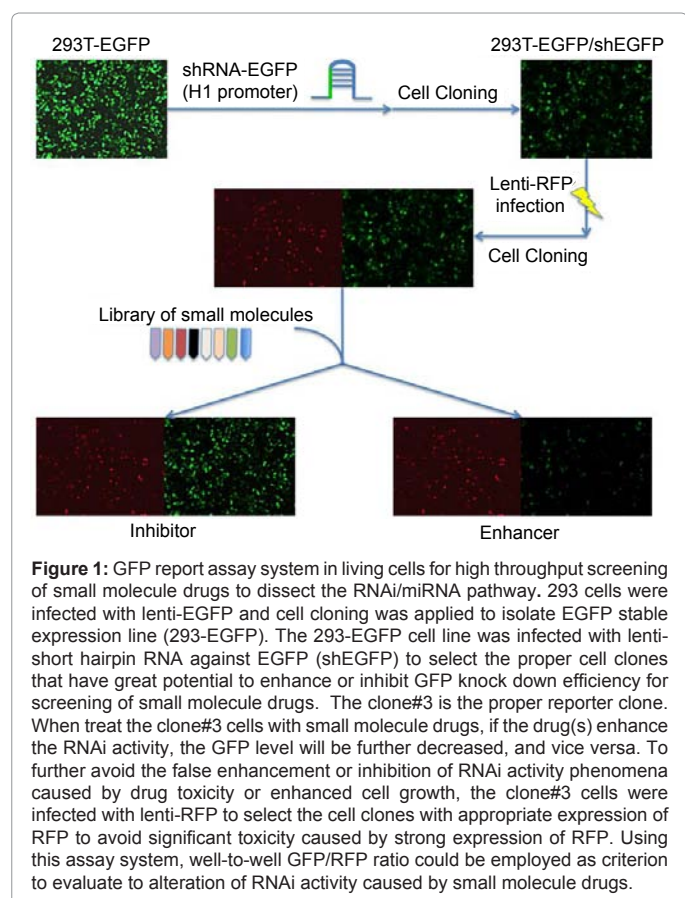 293T-EGFP
293T-EGFP/shEGFP
shRNA-EGFP
(H1 promoter)
Cell Cloning
Lenti-RFP
infection
Cell Cloning
Library of small molecules
Inhibitor
Enhancer
Figure 1: GFP report assay system in living cells for high throughput screening
of small molecule drugs to dissect the RNAi/miRNA pathway. 293 cells were
infected with lenti-EGFP and cell cloning was applied to isolate EGFP stable
expression line (293-EGFP). The 293-EGFP cell line was infected with lenti-
short hairpin RNA against EGFP (shEGFP) to select the proper cell clones
that have great potential to enhance or inhibit GFP knock down efficiency for
screening of small molecule drugs. The clone#3 is the proper reporter clone.
When treat the clone#3 cells with small molecule drugs, if the drug(s) enhance
the RNAi activity, the GFP level will be further decreased, and vice versa. To
further avoid the false enhancement or inhibition of RNAi activity phenomena
caused by drug toxicity or enhanced cell growth, the clone#3 cells were
infected with lenti-RFP to select the cell clones with appropriate expression of
RFP to avoid significant toxicity caused by strong expression of RFP. Using
this assay system, well-to-well GFP/RFP ratio could be employed as criterion
to evaluate to alteration of RNAi activity caused by small molecule drugs.